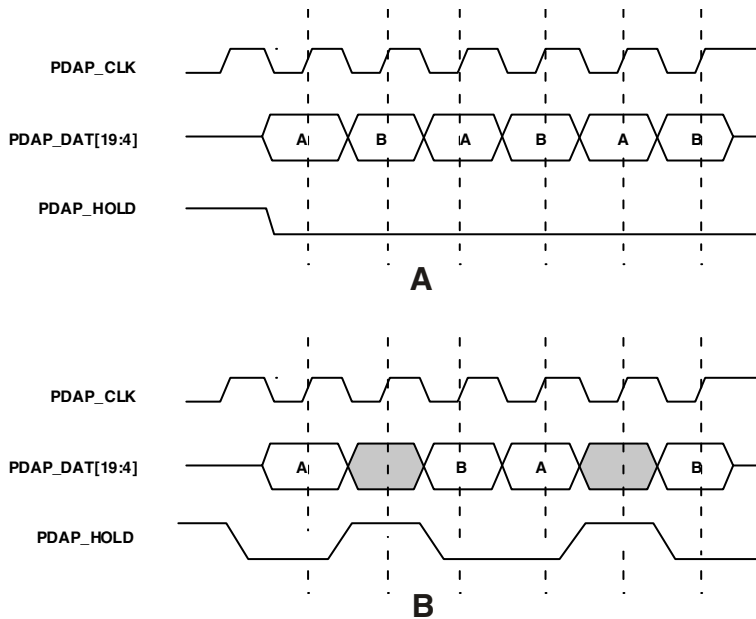 PDAP_CLK
PDAP_DAT[19:4]
A B A B A B
PDAP_HOLD
A
PDAP_CLK
PDAP_DAT[19:4]
A B A B
PDAP_HOLD
B